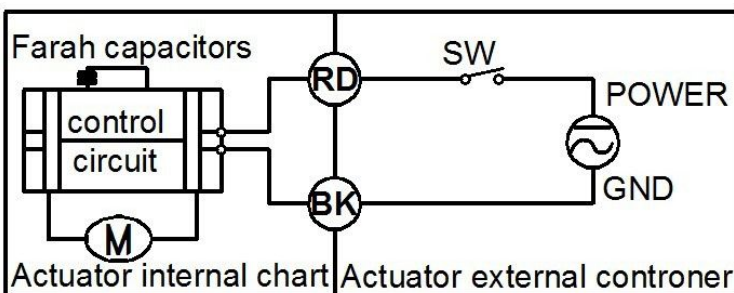 Farah capacitors
control
circuit
M
RD
BK
SW
POWER
GND
Actuator internal chart
Actuator external controner